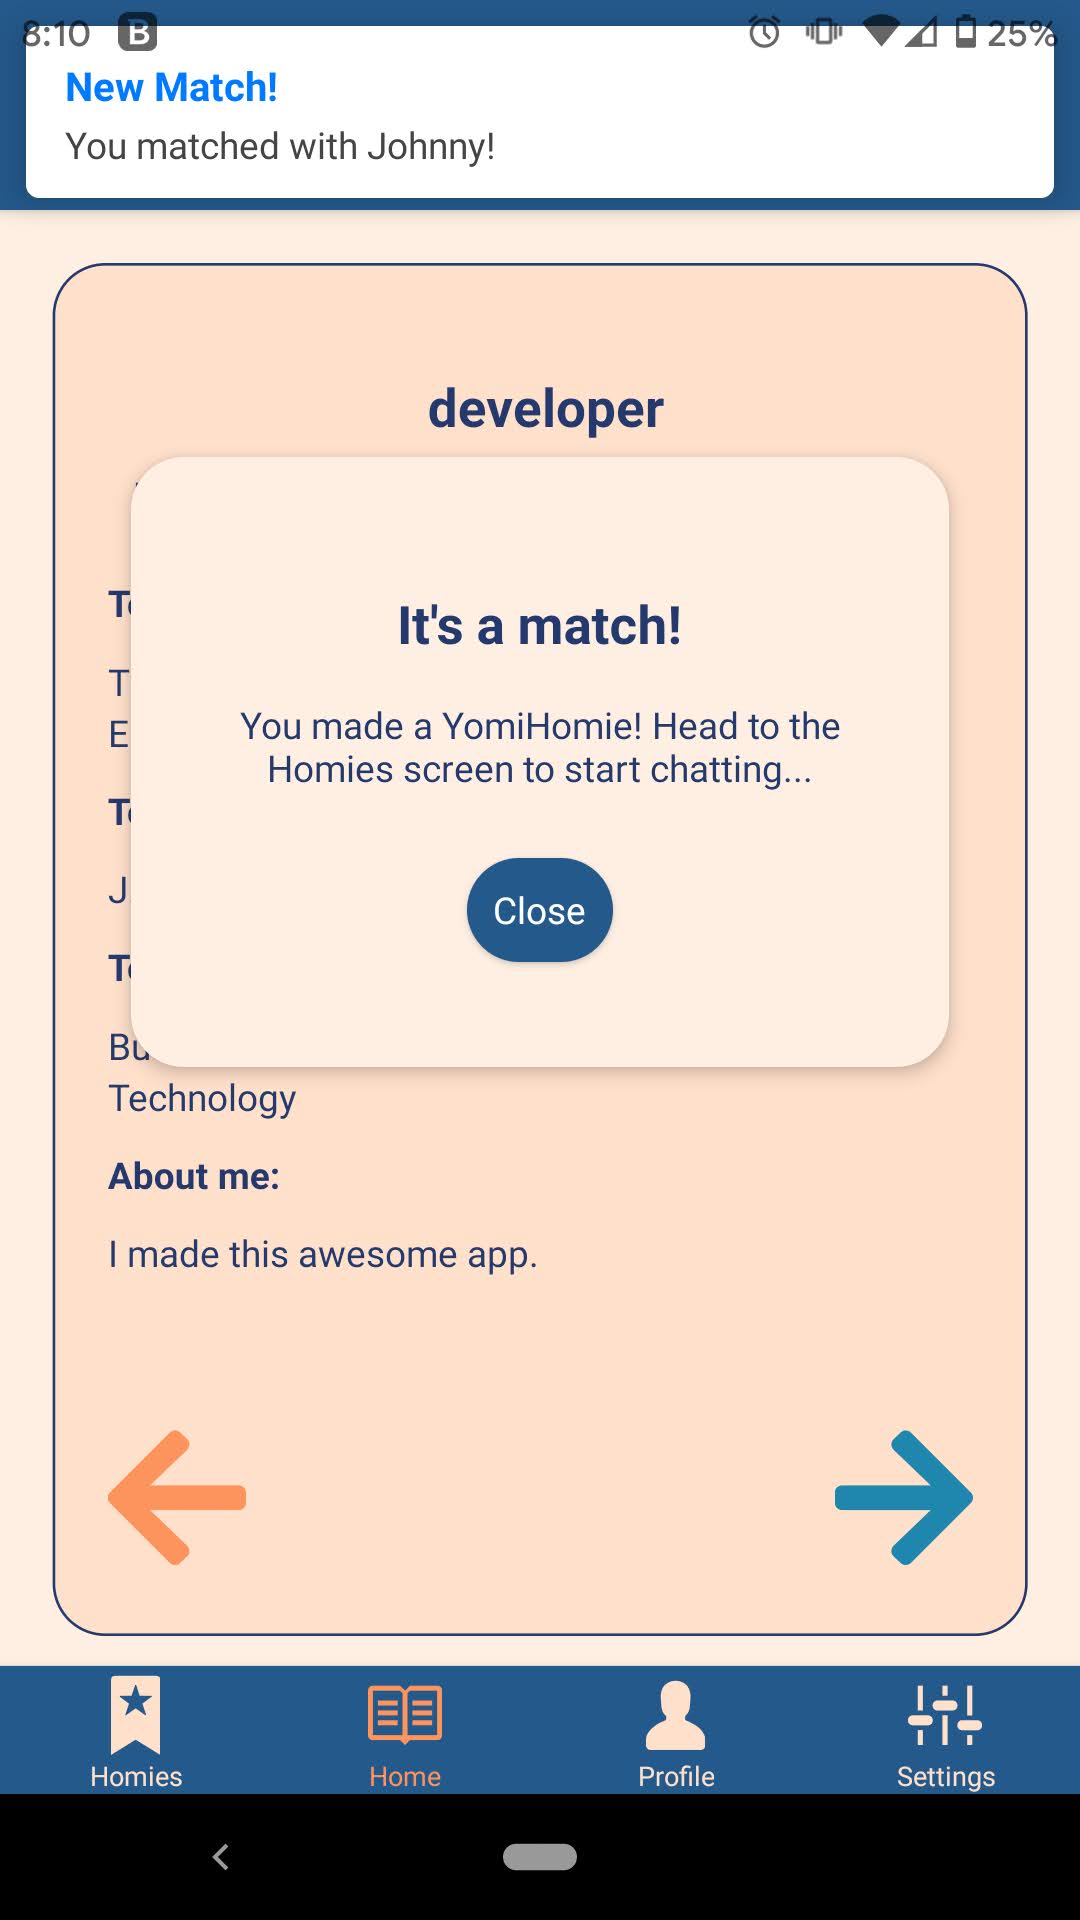 8:10 B 25%
New Match!
You matched with Johnny!
developer
It's a match!
You made a YomiHomie! Head to the
Homies screen to start chatting...
Close
Technology
About me:
I made this awesome app.
Homies Home Profile Settings